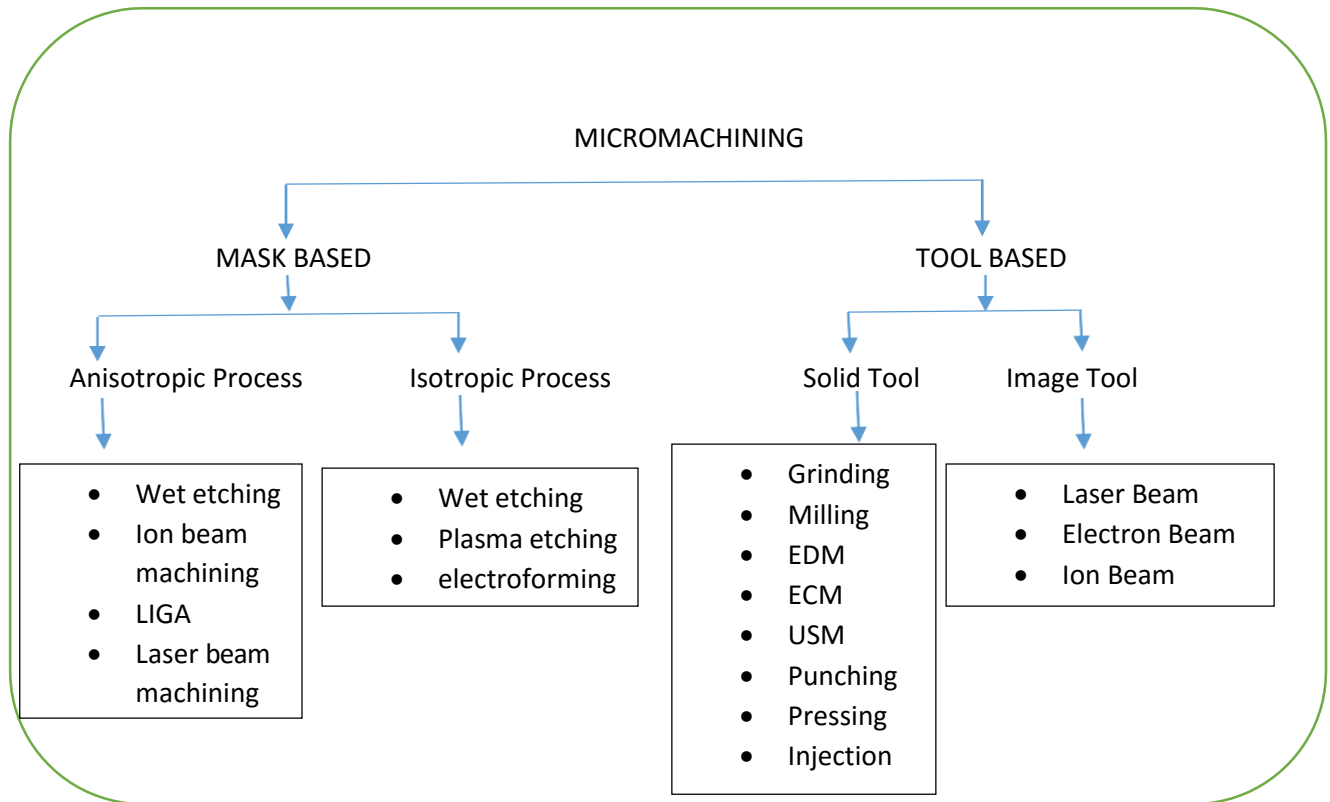 MICROMACHINING
MASK BASED
TOOL BASED
Anisotropic Process
Isotropic Process
Solid Tool
Image Tool
• Wet etching
• Ion beam
machining
• LIGA
• Laser beam
machining
• Wet etching
• Plasma etching
• electroforming
• Grinding
• Milling
• EDM
• ECM
• USM
• Punching
• Pressing
• Injection
• Laser Beam
• Electron Beam
• Ion Beam